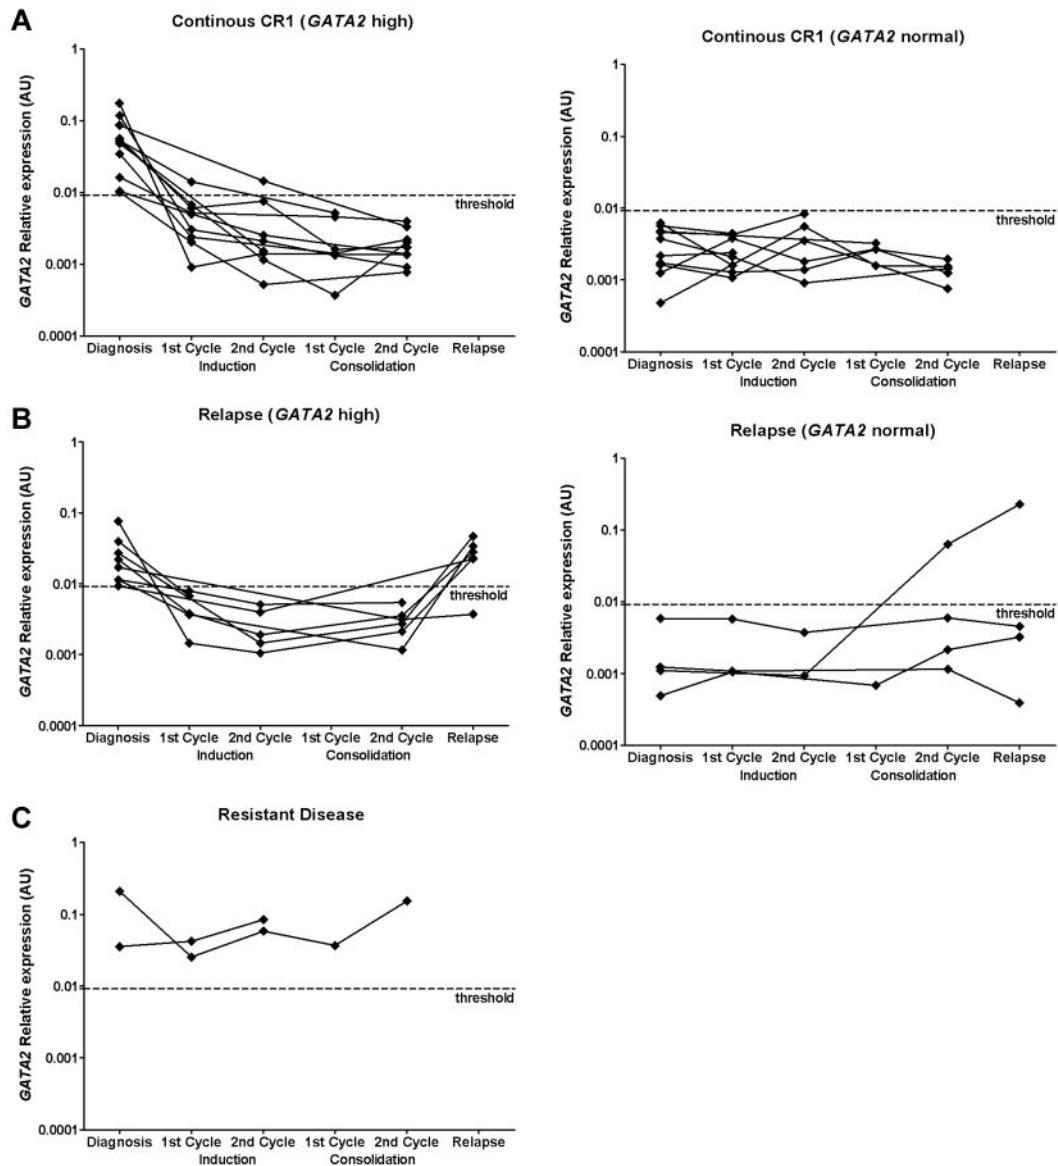 A
Continous CR1 (GATA2 high)
GATA2 Relative expression (AU)
1
0.1
0.01
0.001
0.0001
threshold
Diagnosis 1st Cycle 2nd Cycle 1st Cycle 2nd Cycle Relapse
Induction Consolidation
Continous CR1 (GATA2 normal)
GATA2 Relative expression (AU)
1
0.1
0.01
0.001
0.0001
threshold
Diagnosis 1st Cycle 2nd Cycle 1st Cycle 2nd Cycle Relapse
Induction Consolidation
B
Relapse (GATA2 high)
GATA2 Relative expression (AU)
1
0.1
0.01
0.001
0.0001
threshold
Diagnosis 1st Cycle 2nd Cycle 1st Cycle 2nd Cycle Relapse
Induction Consolidation
Relapse (GATA2 normal)
GATA2 Relative expression (AU)
1
0.1
0.01
0.001
0.0001
threshold
Diagnosis 1st Cycle 2nd Cycle 1st Cycle 2nd Cycle Relapse
Induction Consolidation
C
Resistant Disease
GATA2 Relative expression (AU)
1
0.1
0.01
0.001
0.0001
threshold
Diagnosis 1st Cycle 2nd Cycle 1st Cycle 2nd Cycle Relapse
Induction Consolidation